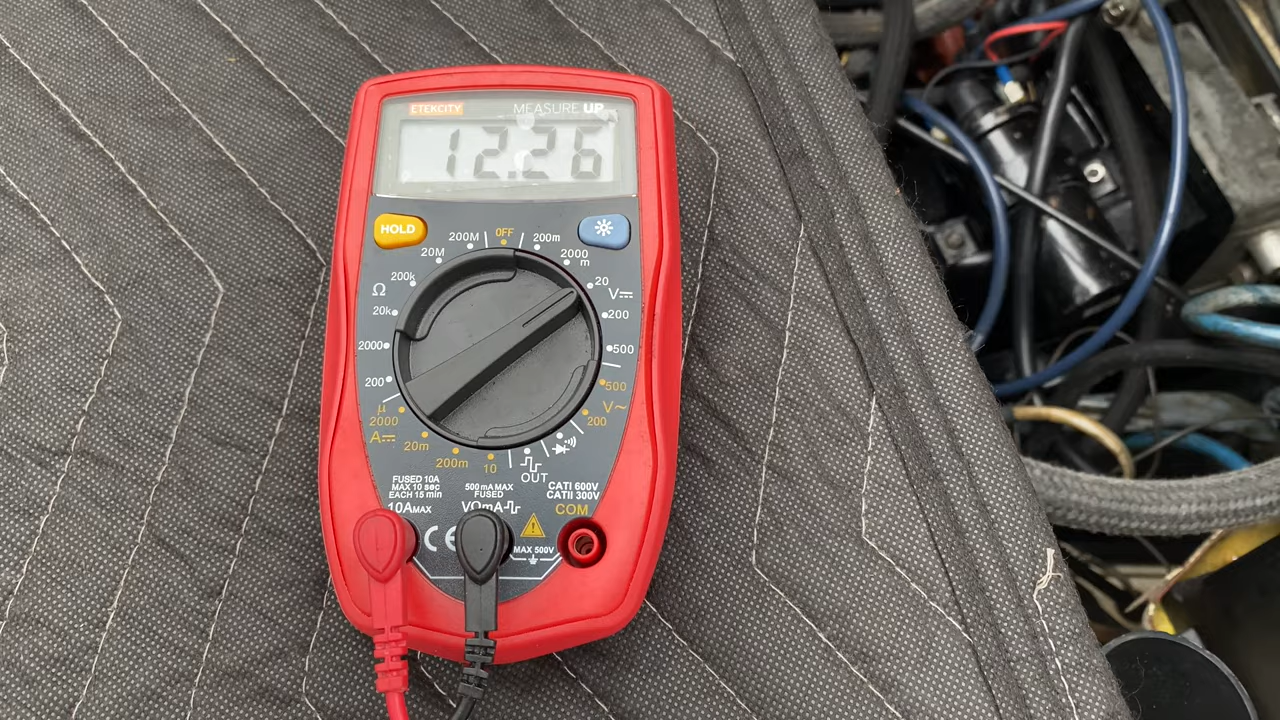 ETEKCITY MEASURE UP
12.26
HOLD
200M OFF 200m
20M 2000
m
200k 20
Ω V⎓
20k 200
2000 500
200 500
μ V~
2000 200
A⎓ 20m
200m 10
OUT
FUSED 10A 500mA MAX CATI 600V
MAX 10 sec FUSED CATII 300V
EACH 15 min
10AMAX VΩmA COM
CE MAX 500V